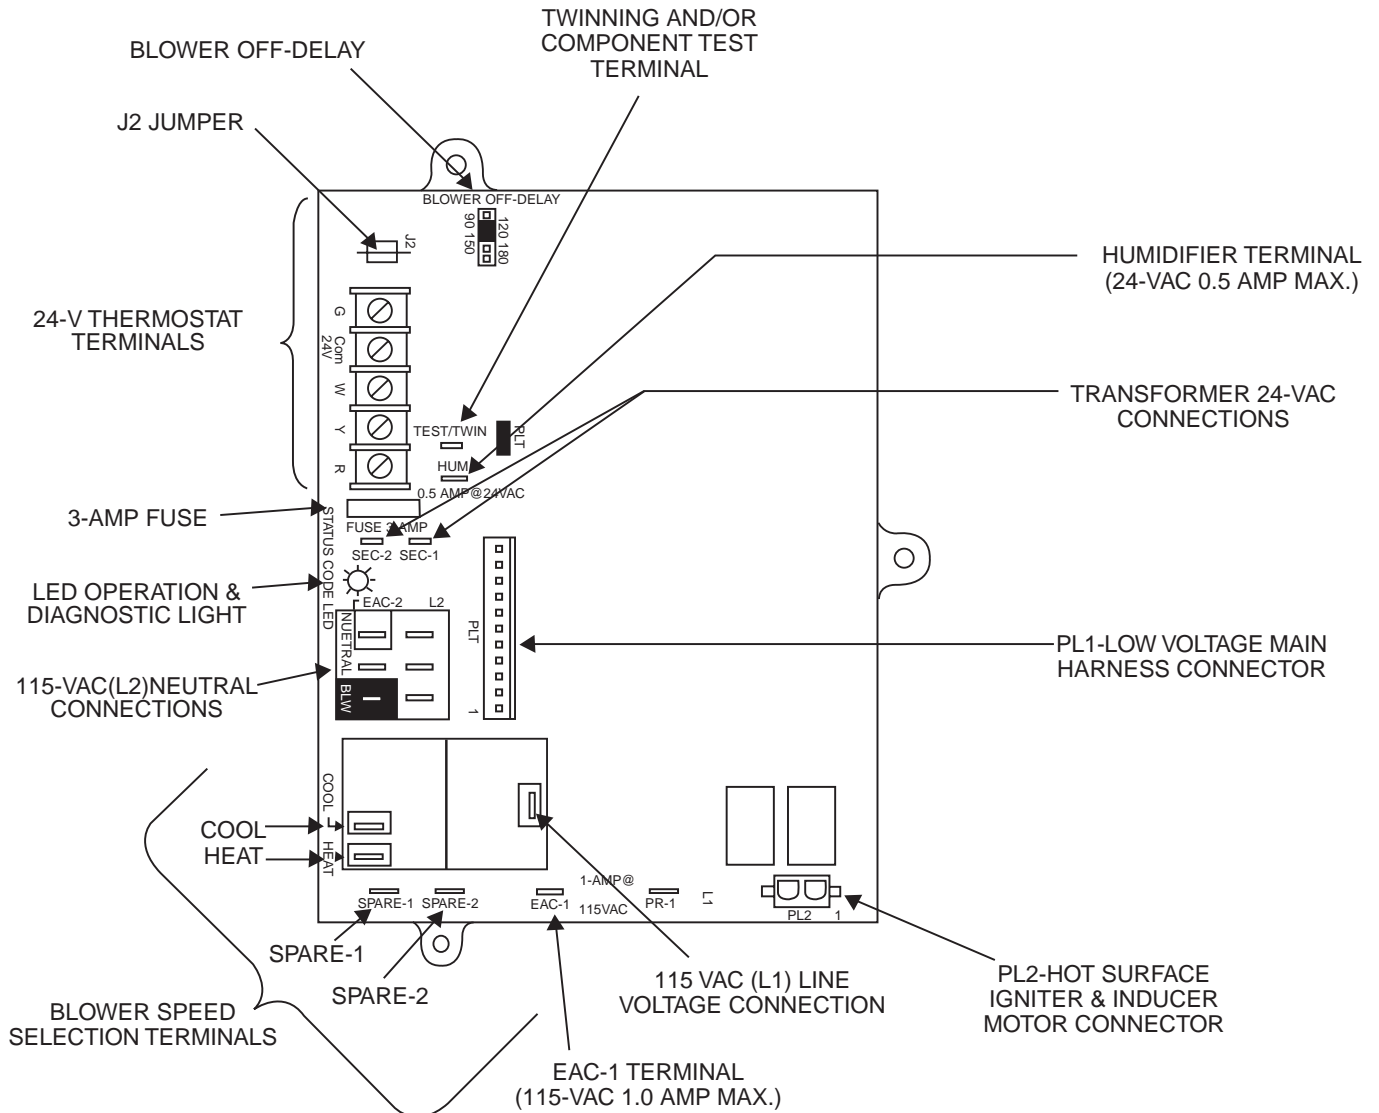 TWINNING AND/OR
COMPONENT TEST
TERMINAL
BLOWER OFF-DELAY
J2 JUMPER
BLOWER OFF-DELAY
90 150
120 180
J2
HUMIDIFIER TERMINAL
(24-VAC 0.5 AMP MAX.)
24-V THERMOSTAT
TERMINALS
G
Com
24V
W
Y
R
TRANSFORMER 24-VAC
CONNECTIONS
TEST/TWIN
PLT
HUM
0.5 AMP@24VAC
3-AMP FUSE
FUSE 3-AMP
STATUS CODE LED
SEC-2
SEC-1
LED OPERATION &
DIAGNOSTIC LIGHT
EAC-2
L2
NUETRAL
BLW
PLT
1
PL1-LOW VOLTAGE MAIN
HARNESS CONNECTOR
115-VAC(L2)NEUTRAL
CONNECTIONS
COOL
HEAT
COOL
HEAT
1-AMP@
115VAC
SPARE-1
SPARE-2
EAC-1
PR-1
L1
PL2
1
SPARE-1
SPARE-2
115 VAC (L1) LINE
VOLTAGE CONNECTION
PL2-HOT SURFACE
IGNITER & INDUCER
MOTOR CONNECTOR
BLOWER SPEED
SELECTION TERMINALS
EAC-1 TERMINAL
(115-VAC 1.0 AMP MAX.)